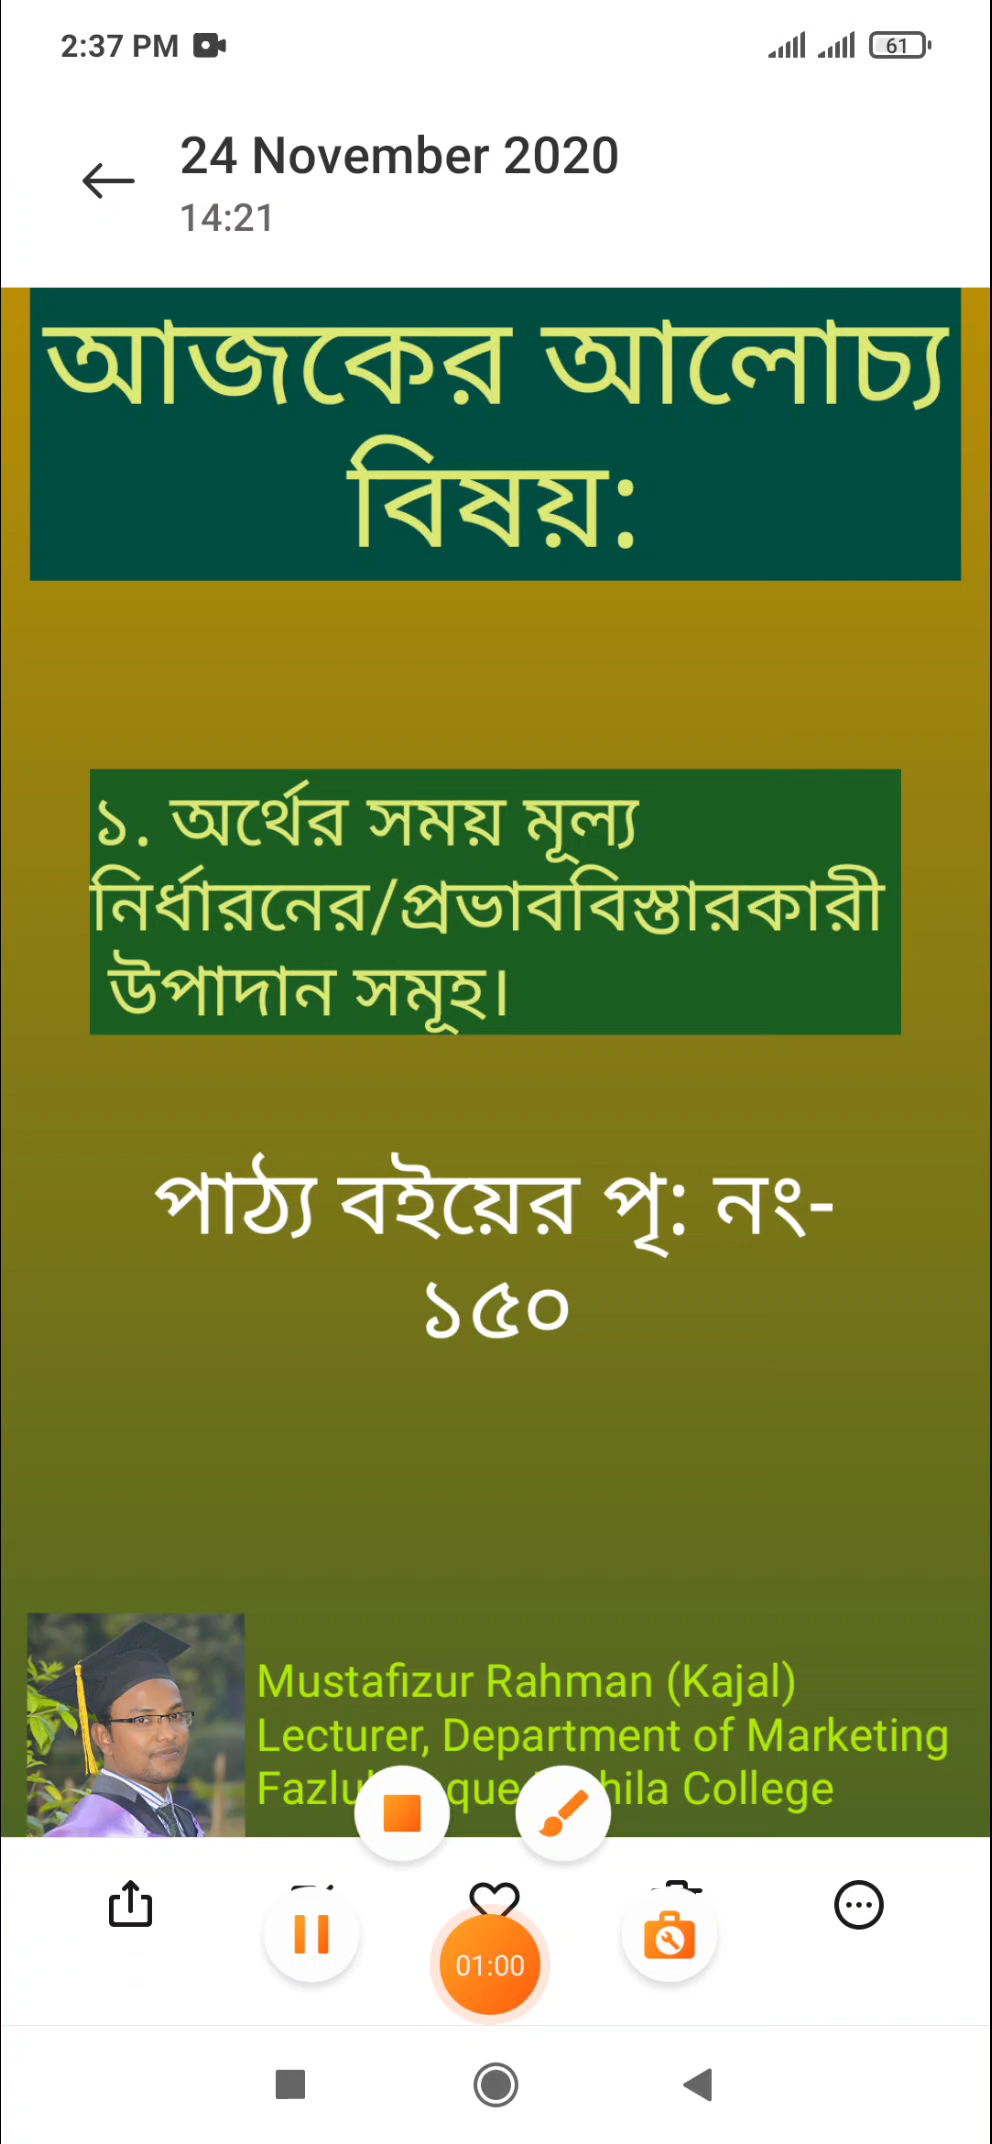 2:37 PM
61
24 November 2020
14:21
আজকের আলোচ্য
বিষয়:
১. অর্থের সময় মূল্য
নির্ধারনের/প্রভাববিস্তারকারী
উপাদান সমূহ।
পাঠ্য বইয়ের পৃ: নং-
১৫০
Mustafizur Rahman (Kajal)
Lecturer, Department of Marketing
College
01:00